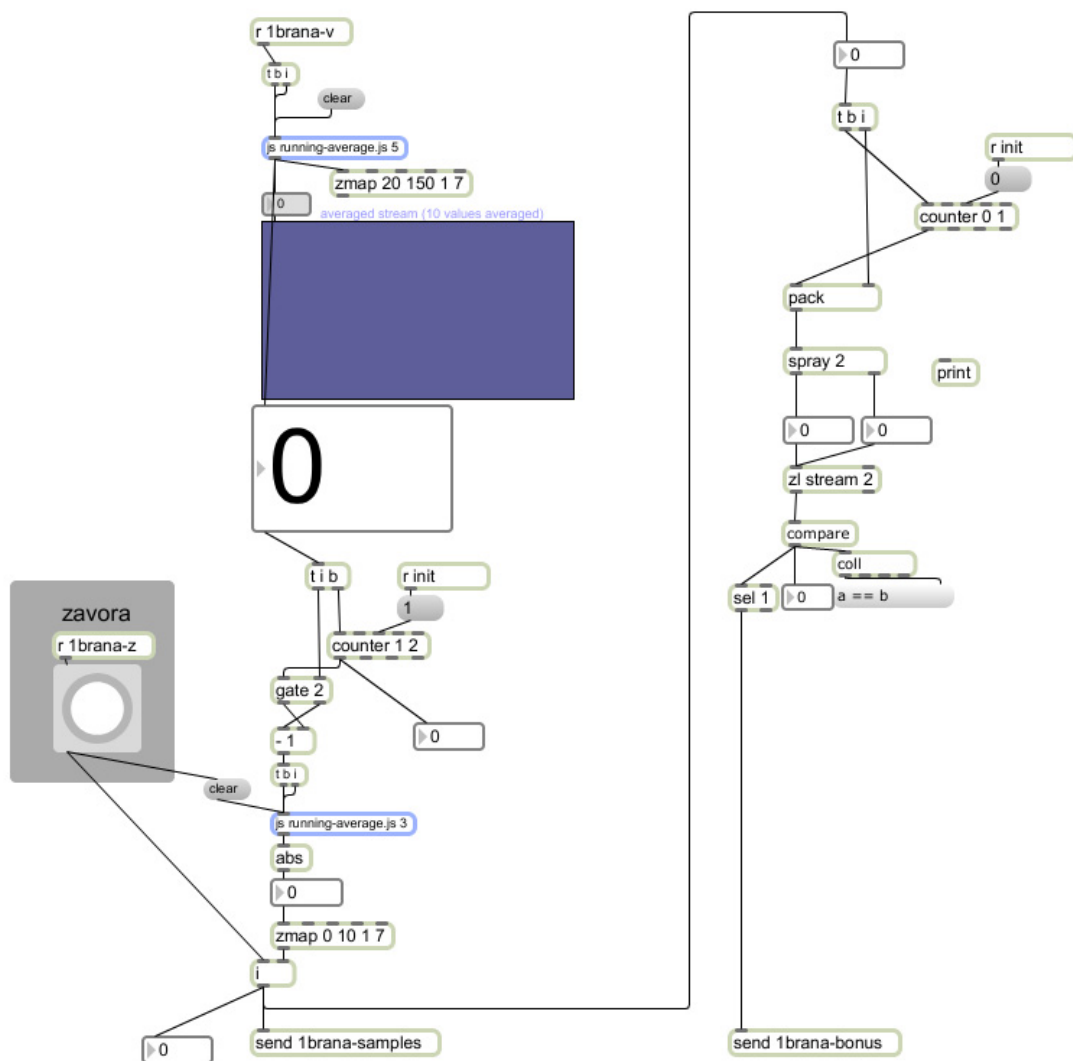 r 1brana-v
t b i
clear
js running-average.js 5
zmap 20 150 1 7
0
averaged stream (10 values averaged)
0
t i b
r init
1
counter 1 2
zavora
r 1brana-z
gate 2
0
- 1
t b i
clear
js running-average.js 3
abs
0
zmap 0 10 1 7
i
send 1brana-samples
0
0
t b i
r init
0
counter 0 1
pack
spray 2
print
0
0
zl stream 2
compare
coll
sel 1
0
a == b
send 1brana-bonus